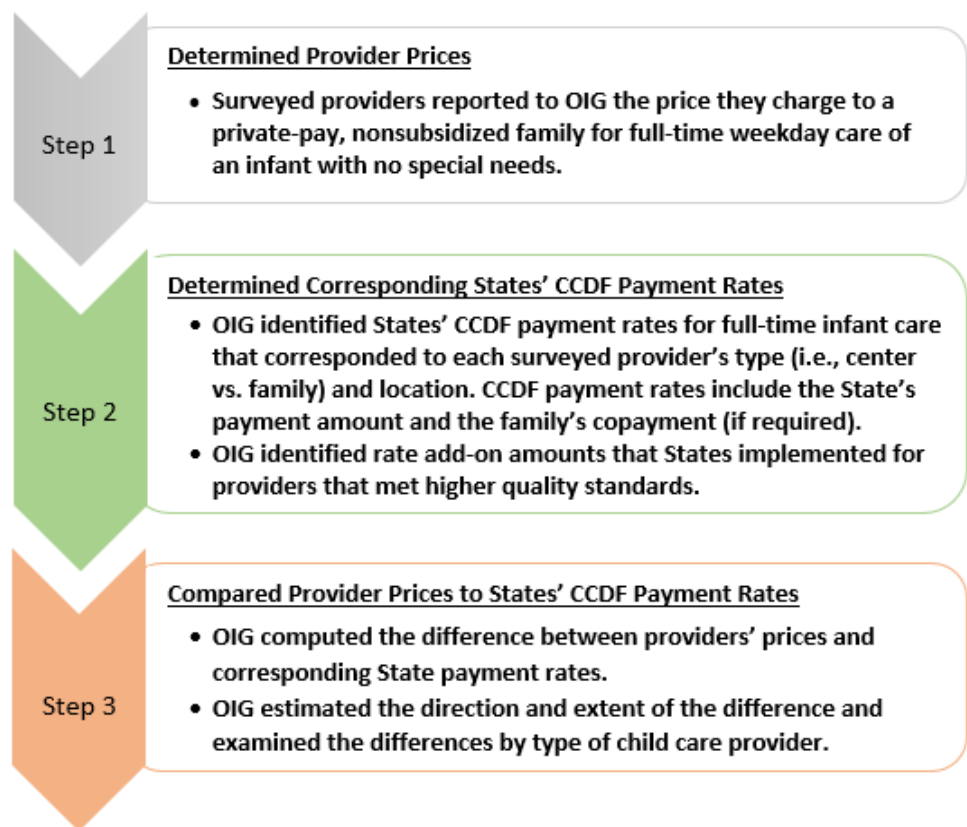 Step 1
Determined Provider Prices
• Surveyed providers reported to OIG the price they charge to a
private-pay, nonsubsidized family for full-time weekday care of
an infant with no special needs.
Step 2
Determined Corresponding States’ CCDF Payment Rates
• OIG identified States’ CCDF payment rates for full-time infant care
that corresponded to each surveyed provider’s type (i.e., center
vs. family) and location. CCDF payment rates include the State’s
payment amount and the family’s copayment (if required).
• OIG identified rate add-on amounts that States implemented for
providers that met higher quality standards.
Step 3
Compared Provider Prices to States’ CCDF Payment Rates
• OIG computed the difference between providers’ prices and
corresponding State payment rates.
• OIG estimated the direction and extent of the difference and
examined the differences by type of child care provider.